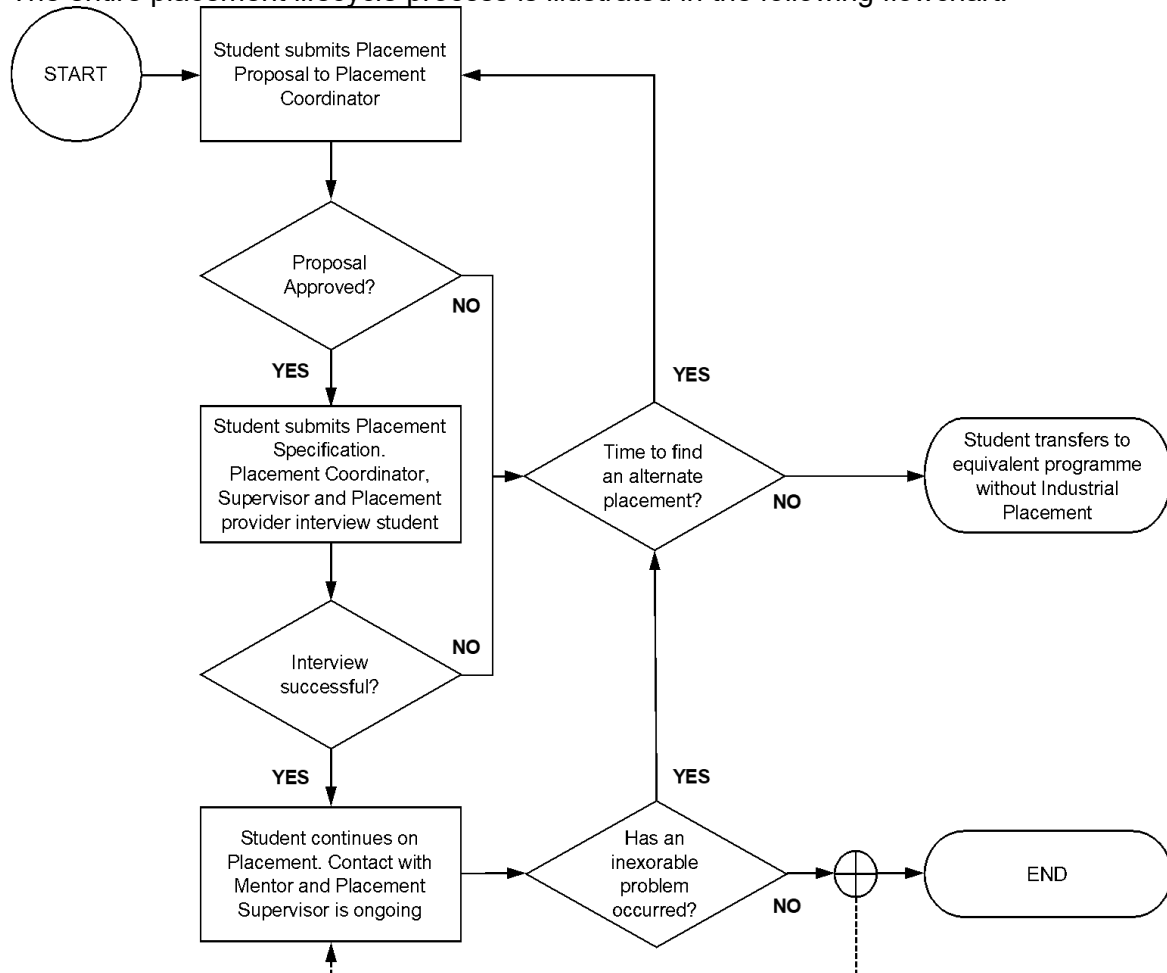 The entire placement lifecycle process is illustrated in the following flowchart.
START
Student submits Placement
Proposal to Placement
Coordinator
Proposal
Approved?
NO
YES
Student submits Placement
Specification.
Placement Coordinator,
Supervisor and Placement
provider interview student
YES
Time to find
an alternate
placement?
NO
Student transfers to
equivalent programme
without Industrial
Placement
Interview
successful?
NO
YES
Student continues on
Placement. Contact with
Mentor and Placement
Supervisor is ongoing
YES
Has an
inexorable
problem
occurred?
NO
END